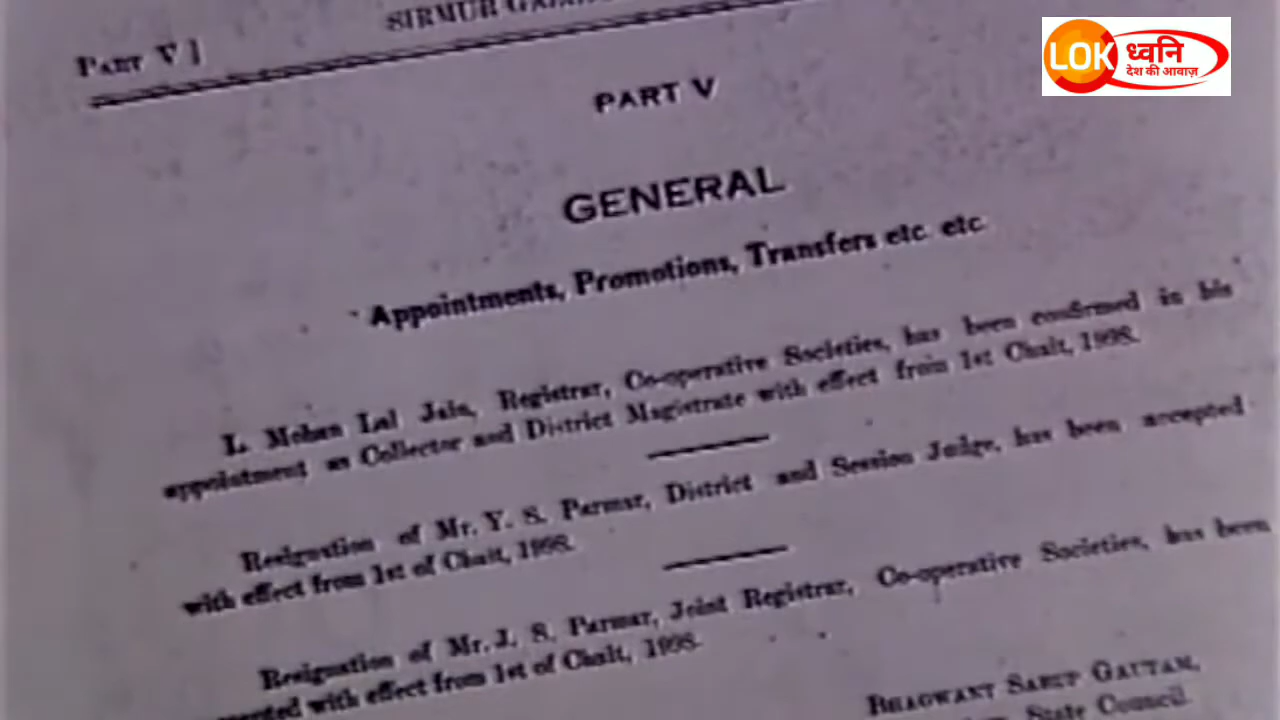 SIRMUR
PART V ]
LOK ध्वनि
देश की आवाज़
PART V
GENERAL
Appointments, Promotions, Transfers etc etc
L. Mohan Lal Jain, Registrar, Co-operative Societies, has been confirmed in his
appointment as Collector and District Magistrate with effect from 1st Chait, 1998.
Resignation of Mr. Y. S. Parmar, District and Session Judge, has been accepted
with effect from 1st of Chait, 1998.
Resignation of Mr. J. S. Parmar, Joint Registrar, Co-operative Societies, has been
with effect from 1st of Chait, 1998.
BHAGWANT SARUP GAUTAM,
State Council.